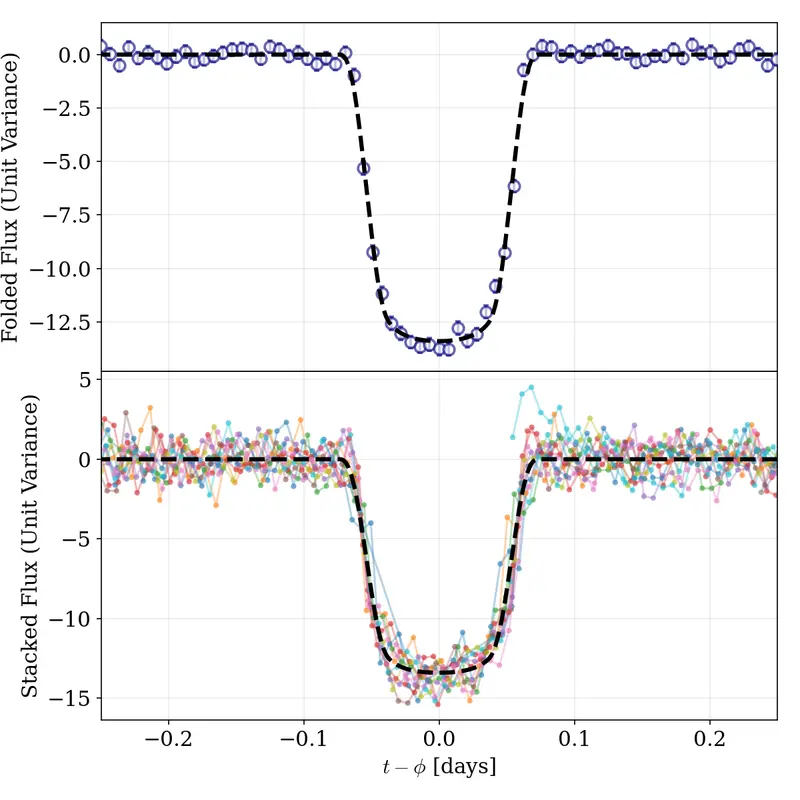 0.0
−2.5
−5.0
−7.5
−10.0
−12.5
Folded Flux (Unit Variance)
5
0
−5
−10
−15
Stacked Flux (Unit Variance)
−0.2 −0.1 0.0 0.1 0.2
t − ϕ [days]